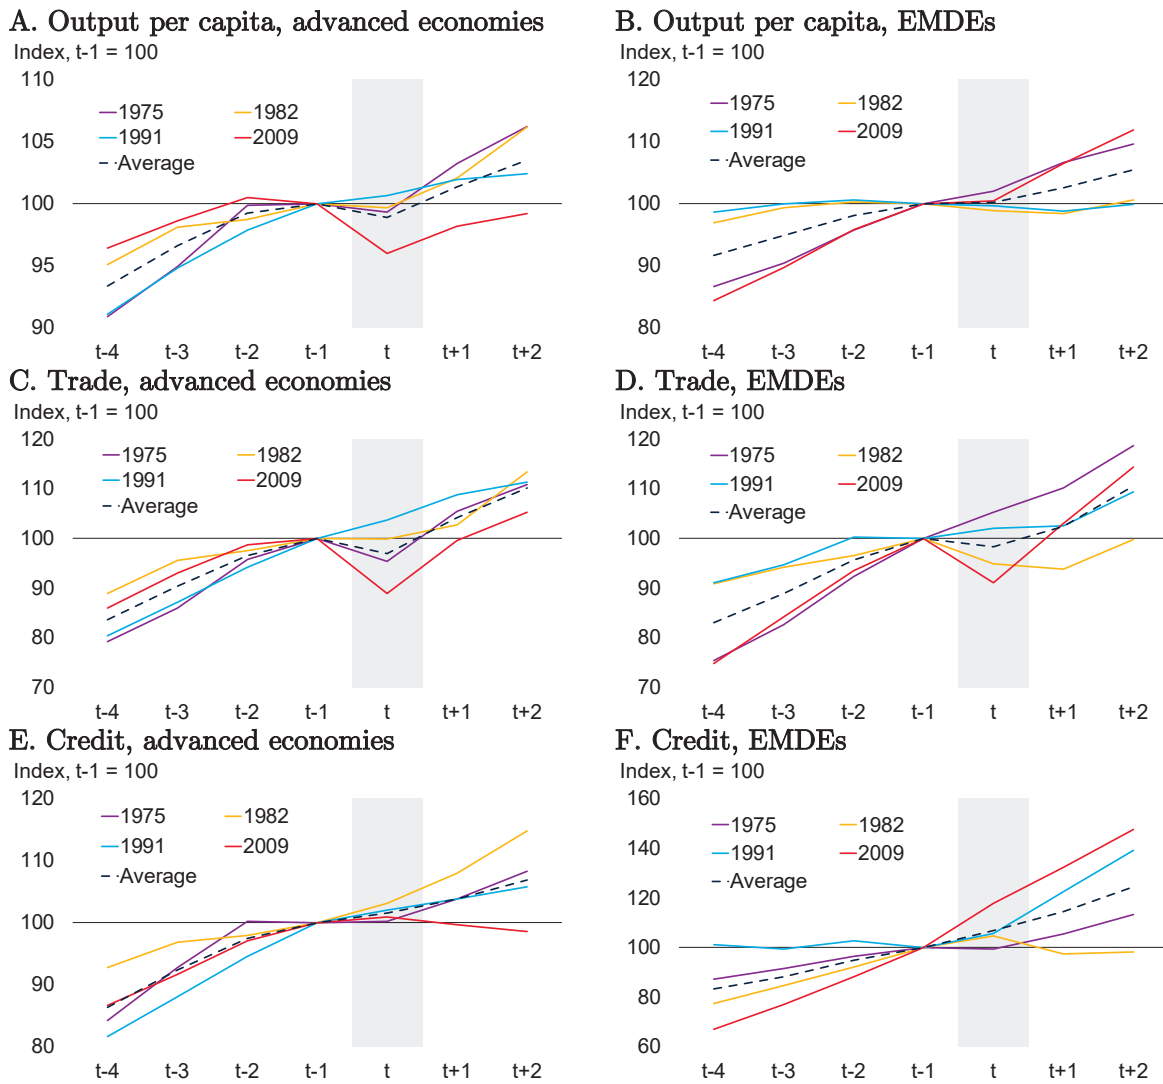 A. Output per capita, advanced economies
Index, t-1 = 100
110
105
100
95
90
1975
1982
1991
2009
Average
t-4 t-3 t-2 t-1 t t+1 t+2
B. Output per capita, EMDEs
Index, t-1 = 100
120
110
100
90
80
1975
1982
1991
2009
Average
t-4 t-3 t-2 t-1 t t+1 t+2
C. Trade, advanced economies
Index, t-1 = 100
120
110
100
90
80
70
1975
1982
1991
2009
Average
t-4 t-3 t-2 t-1 t t+1 t+2
D. Trade, EMDEs
Index, t-1 = 100
120
110
100
90
80
70
1975
1982
1991
2009
Average
t-4 t-3 t-2 t-1 t t+1 t+2
E. Credit, advanced economies
Index, t-1 = 100
120
110
100
90
80
1975
1982
1991
2009
Average
t-4 t-3 t-2 t-1 t t+1 t+2
F. Credit, EMDEs
Index, t-1 = 100
160
140
120
100
80
60
1975
1982
1991
2009
Average
t-4 t-3 t-2 t-1 t t+1 t+2